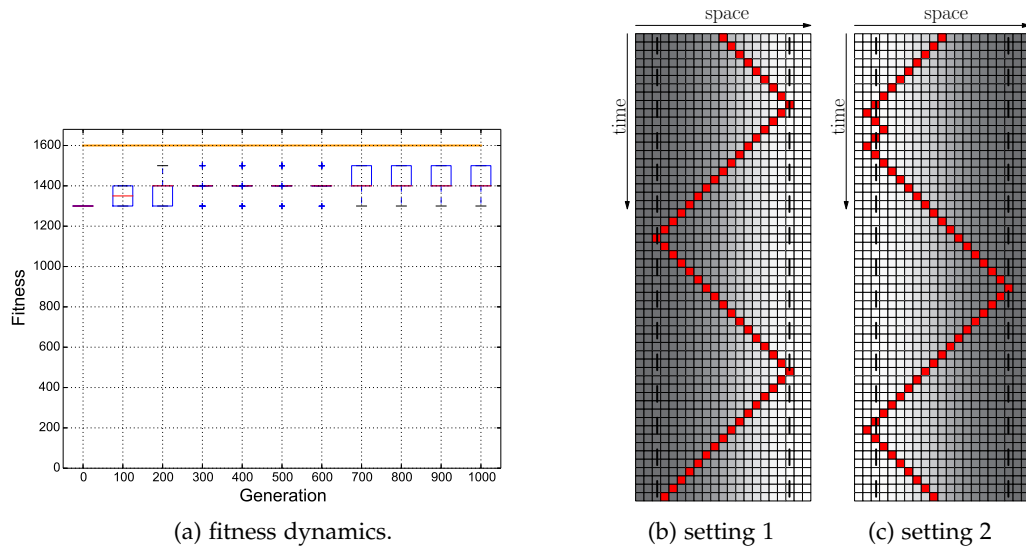 1600
1400
1200
1000
800
600
400
200
0
Fitness
0 100 200 300 400 500 600 700 800 900 1000
Generation
(a) fitness dynamics.
space
time
(b) setting 1
space
time
(c) setting 2